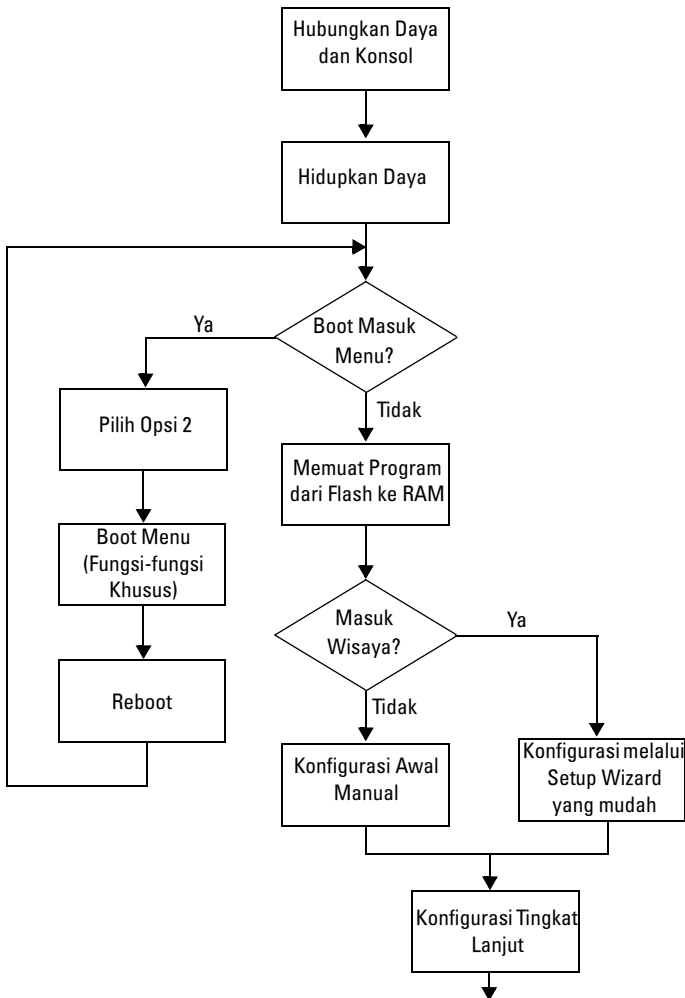 Hubungkan Daya
dan Konsol
Hidupkan Daya
Boot Masuk
Menu?
Ya
Tidak
Pilih Opsi 2
Memuat Program
dari Flash ke RAM
Boot Menu
(Fungsi-fungsi
Khusus)
Masuk
Wisaya?
Ya
Tidak
Reboot
Konfigurasi Awal
Manual
Konfigurasi melalui
Setup Wizard
yang mudah
Konfigurasi Tingkat
Lanjut